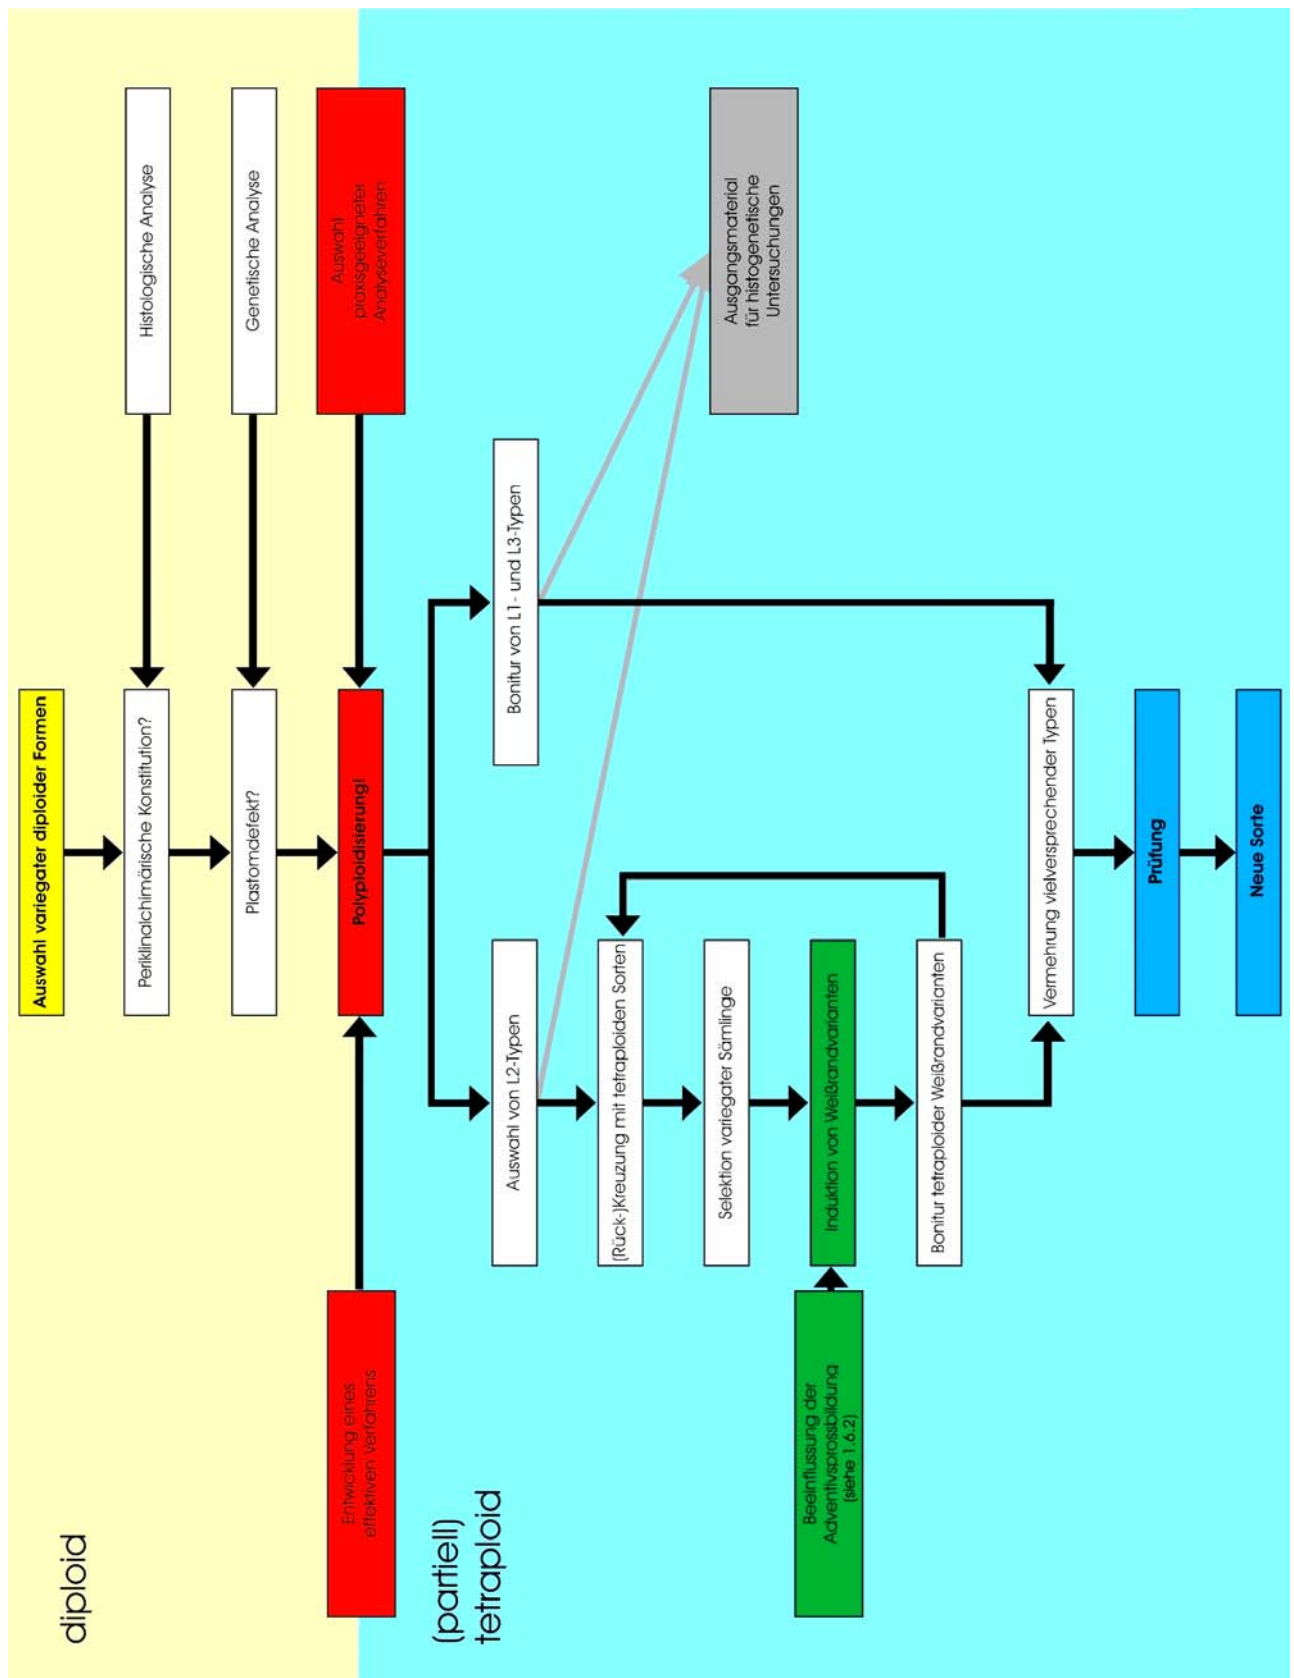 diploid
(partiell)
tetraploid
Auswahl variegater diploider Formen
Periklinalchimärische Konstitution?
Histologische Analyse
Plastomdefekt?
Genetische Analyse
Entwicklung eines
effektiven Verfahrens
Polyploidisierung!
Auswahl
praxisgeeigneter
Analyseverfahren
Auswahl von L2-Typen
Bonitur von L1- und L3-Typen
(Rück-)Kreuzung mit tetraploiden Sorten
Selektion variegater Sämlinge
Ausgangsmaterial
für histogenetische
Untersuchungen
Beeinflussung der
Adventivsprossbildung
(siehe 1.6.2)
Induktion von Weißrandvarianten
Bonitur tetraploider Weißrandvarianten
Vermehrung vielversprechender Typen
Prüfung
Neue Sorte